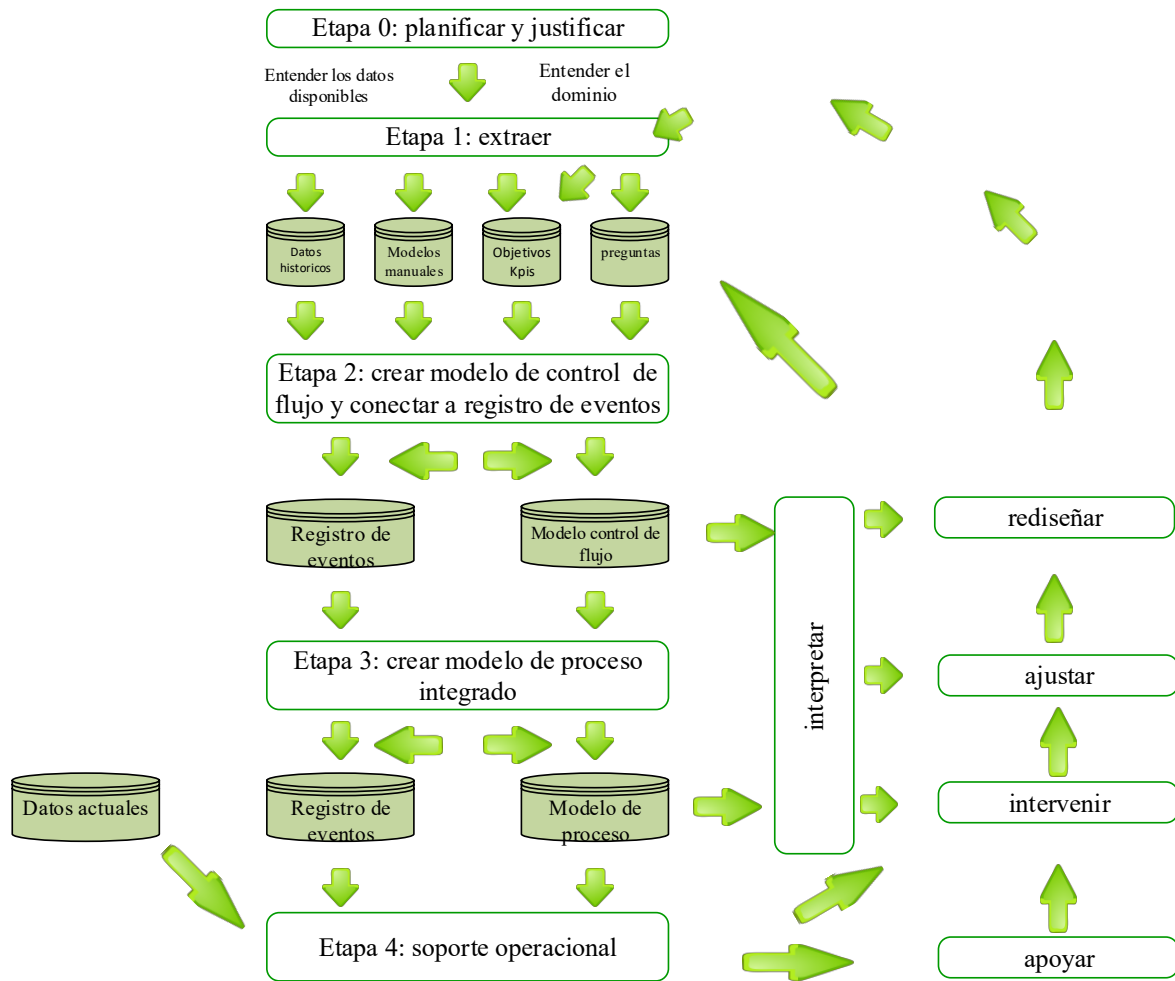 Etapa 0: planificar y justificar
Entender los datos
disponibles
Entender el
dominio
Etapa 1: extraer
Datos
historicos
Modelos
manuales
Objetivos
Kpis
preguntas
Etapa 2: crear modelo de control de
flujo y conectar a registro de eventos
Registro de
eventos
Modelo control de
flujo
interpretar
rediseñar
Etapa 3: crear modelo de proceso
integrado
ajustar
Datos actuales
Registro de
eventos
Modelo de
proceso
intervenir
Etapa 4: soporte operacional
apoyar